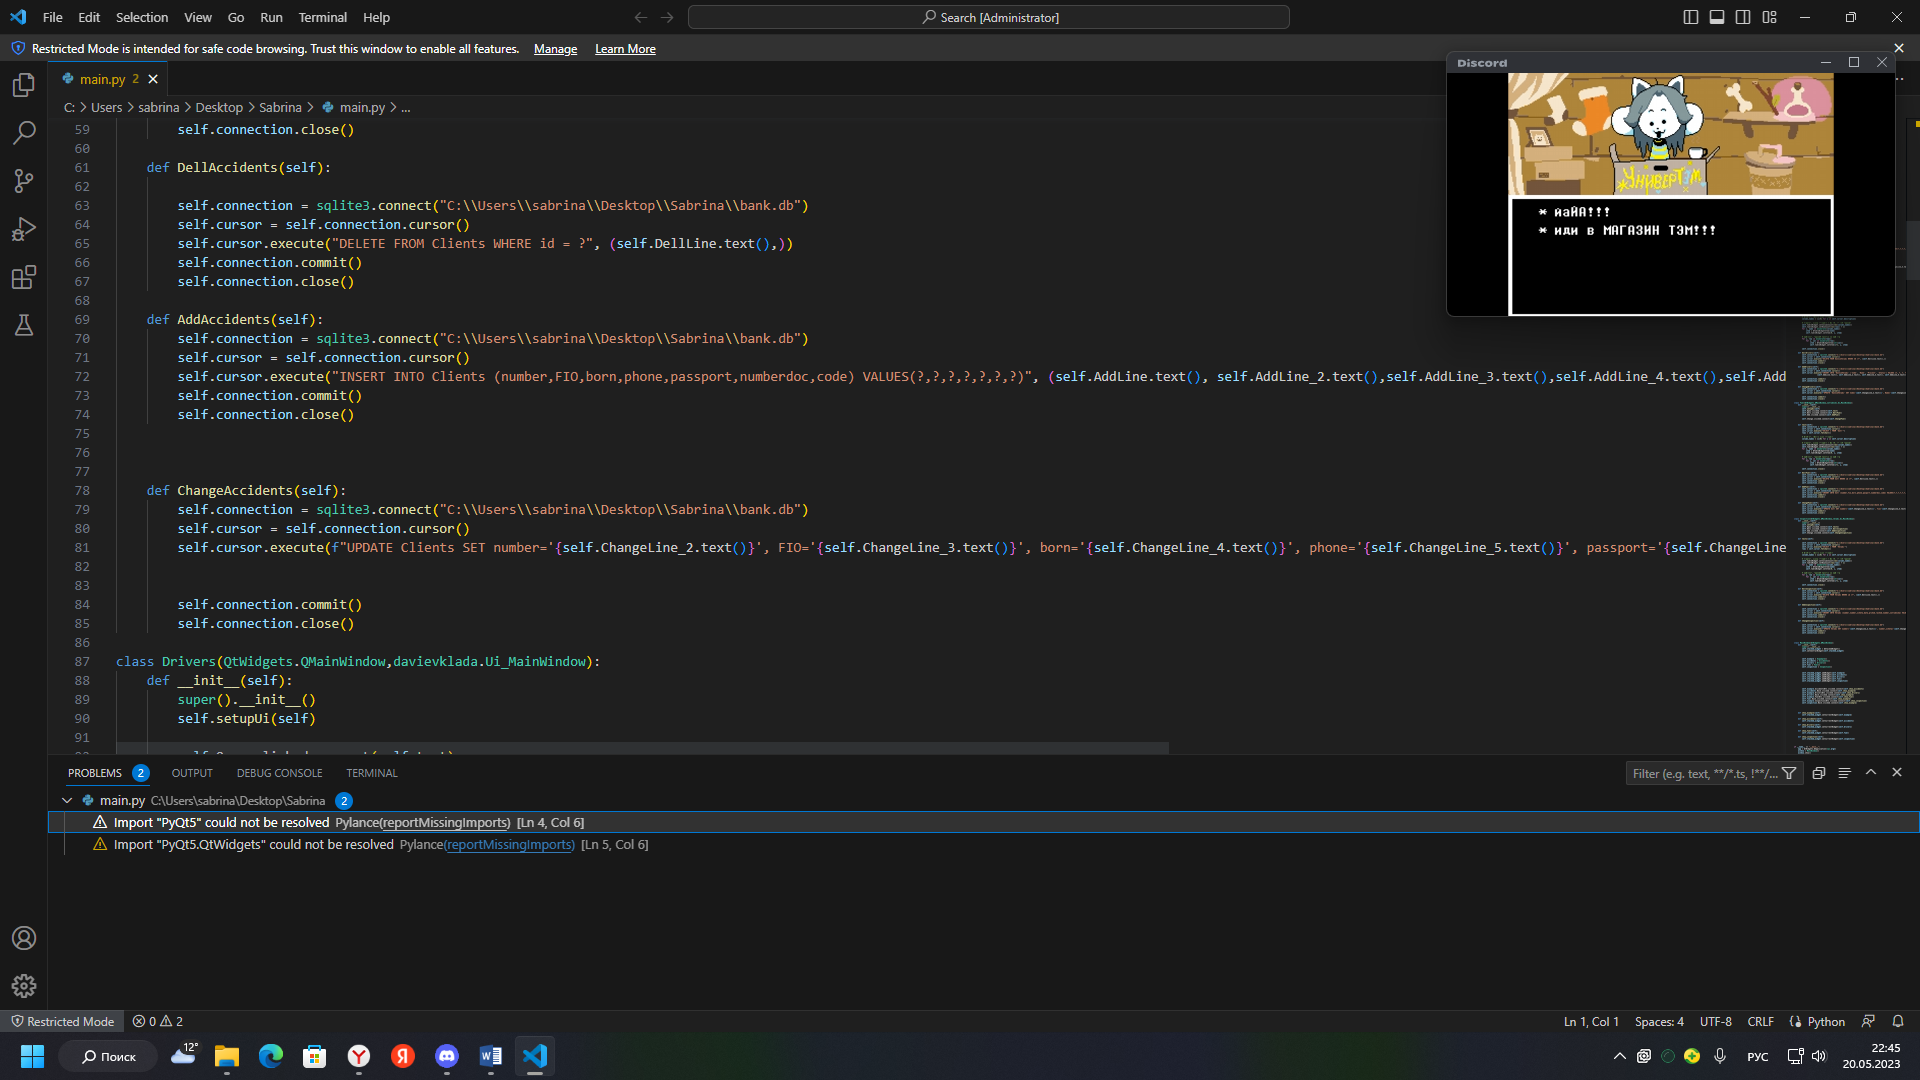 File Edit Selection View Go Run Terminal Help
Search [Administrator]
Restricted Mode is intended for safe code browsing. Trust this window to enable all features. Manage Learn More
main.py 2
C: > Users > sabrina > Desktop > Sabrina > main.py > ...
Discord
УНИВЕРТЭМ
* йаЙА!!!
* иди в МАГАЗИН ТЭМ!!!
59 self.connection.close()
60
61 def DellAccidents(self):
62
63 self.connection = sqlite3.connect("C:\\Users\\sabrina\\Desktop\\Sabrina\\bank.db")
64 self.cursor = self.connection.cursor()
65 self.cursor.execute("DELETE FROM Clients WHERE id = ?", (self.DellLine.text(),))
66 self.connection.commit()
67 self.connection.close()
68
69 def AddAccidents(self):
70 self.connection = sqlite3.connect("C:\\Users\\sabrina\\Desktop\\Sabrina\\bank.db")
71 self.cursor = self.connection.cursor()
72 self.cursor.execute("INSERT INTO Clients (number,FIO,born,phone,passport,numberdoc,code) VALUES(?,?,?,?,?,?,?)", (self.AddLine.text(), self.AddLine_2.text(),self.AddLine_3.text(),self.AddLine_4.text(),self.Add
73 self.connection.commit()
74 self.connection.close()
75
76
77
78 def ChangeAccidents(self):
79 self.connection = sqlite3.connect("C:\\Users\\sabrina\\Desktop\\Sabrina\\bank.db")
80 self.cursor = self.connection.cursor()
81 self.cursor.execute(f"UPDATE Clients SET number='{self.ChangeLine_2.text()}', FIO='{self.ChangeLine_3.text()}', born='{self.ChangeLine_4.text()}', phone='{self.ChangeLine_5.text()}', passport='{self.ChangeLine
82
83
84 self.connection.commit()
85 self.connection.close()
86
87 class Drivers(QtWidgets.QMainWindow,davievklada.Ui_MainWindow):
88 def __init__(self):
89 super().__init__()
90 self.setupUi(self)
91
PROBLEMS 2 OUTPUT DEBUG CONSOLE TERMINAL
Filter (e.g. text, **/*.ts, !**/...
main.py C:\Users\sabrina\Desktop\Sabrina 2
Import "PyQt5" could not be resolved Pylance(reportMissingImports) [Ln 4, Col 6]
Import "PyQt5.QtWidgets" could not be resolved Pylance(reportMissingImports) [Ln 5, Col 6]
Restricted Mode 0 2
Ln 1, Col 1 Spaces: 4 UTF-8 CRLF Python
Поиск
12°
РУС
22:45
20.05.2023